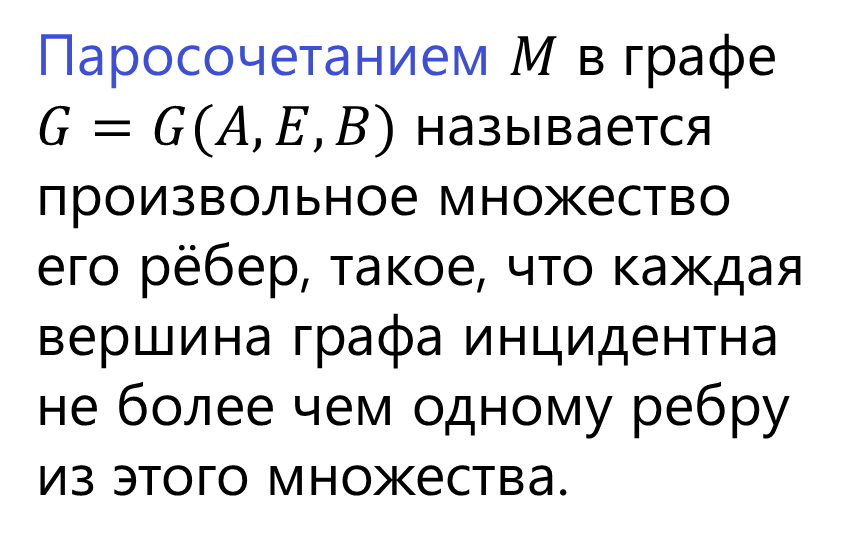 Паросочетанием M в графе
G = G(A, E, B) называется
произвольное множество
его рёбер, такое, что каждая
вершина графа инцидентна
не более чем одному ребру
из этого множества.